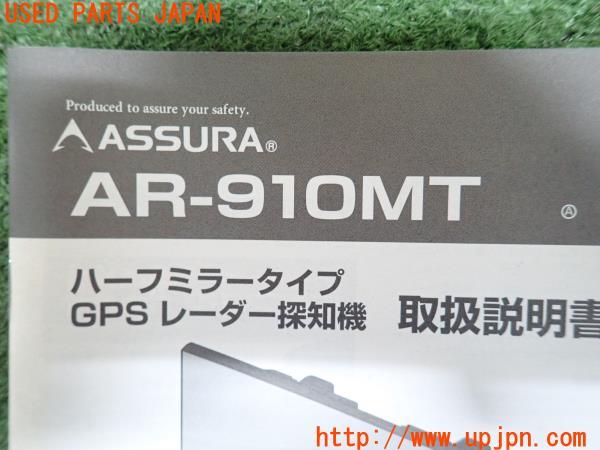 USED PARTS JAPAN
Produced to assure your safety.
ASSURA®
AR-910MT Ⓐ
ハーフミラータイプ
GPS レーダー探知機 取扱説明書
http://www.upjpn.com